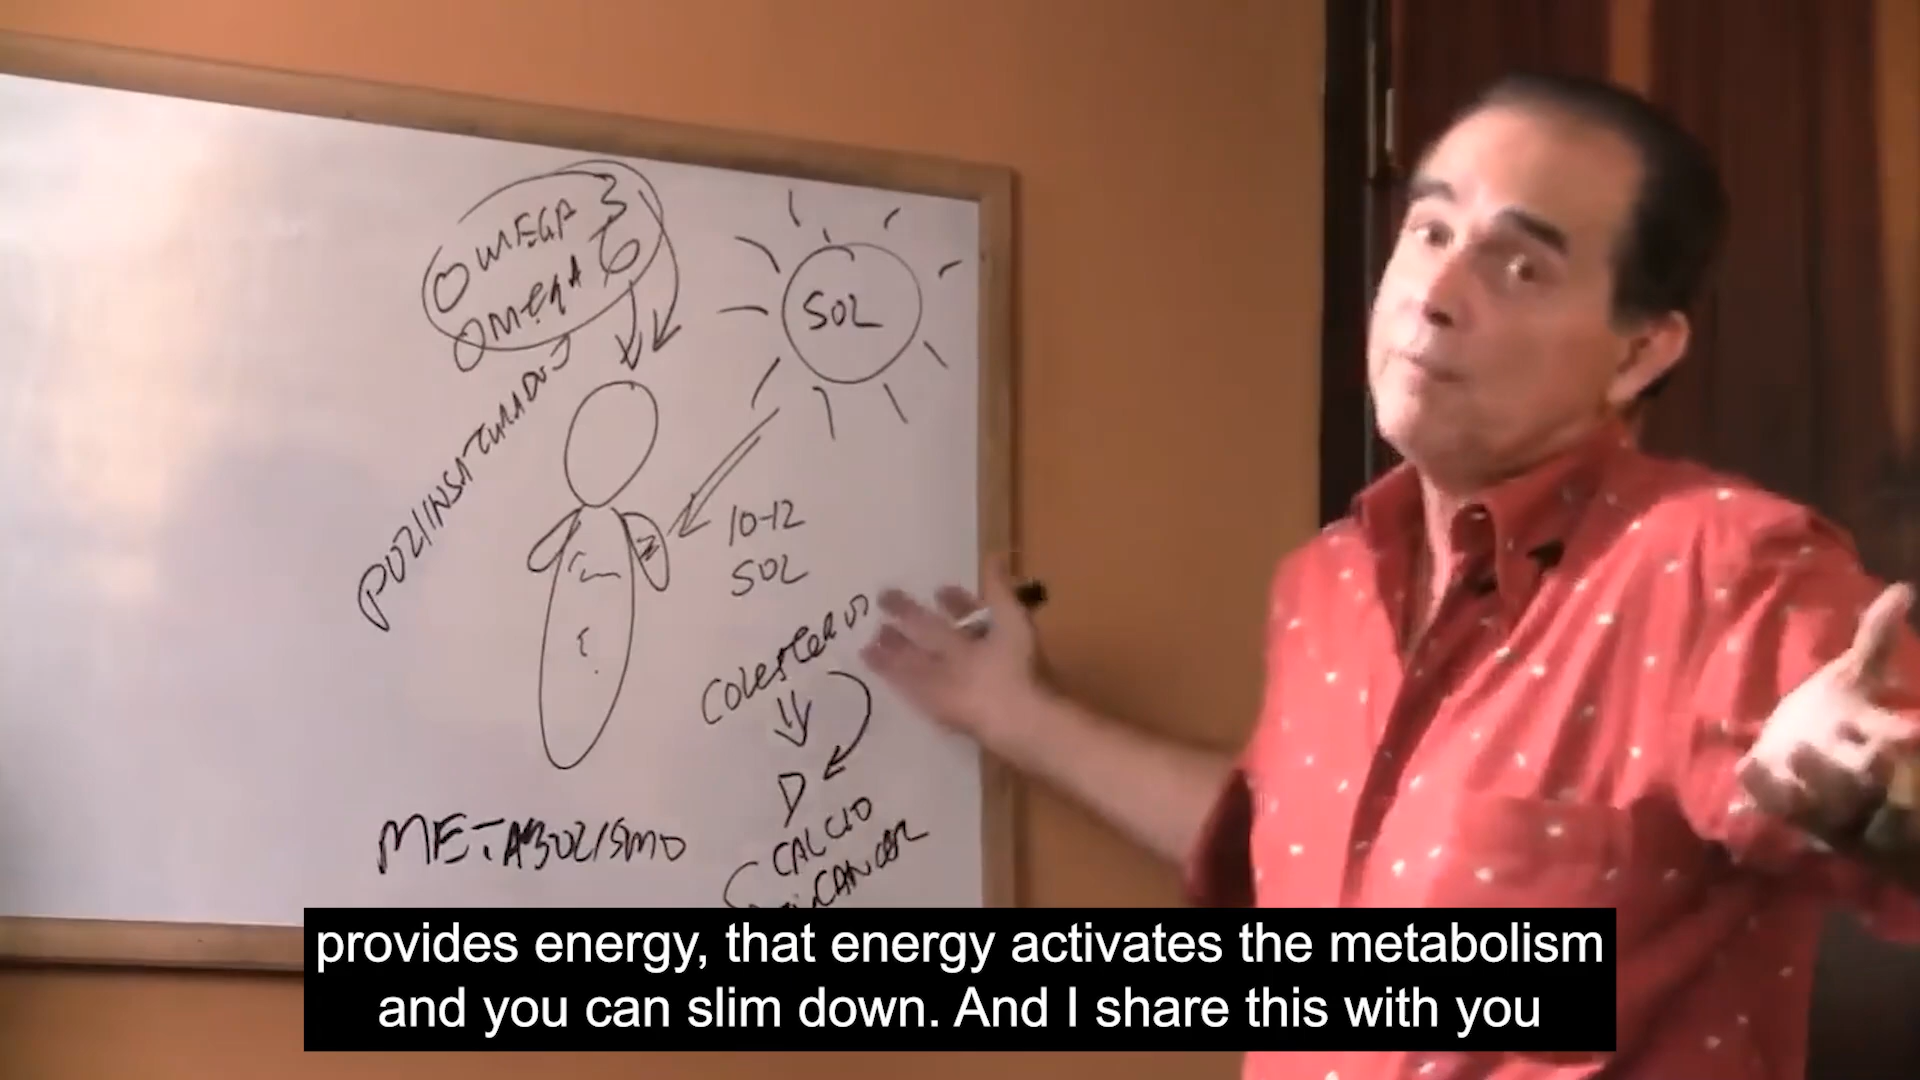 OMEGA 3
OMEGA 6
POLIINSATURADOS
SOL
10-12
SOL
COLESTEROL
D
CALCIO
CANCER
METABOLISMO
provides energy, that energy activates the metabolism
and you can slim down. And I share this with you